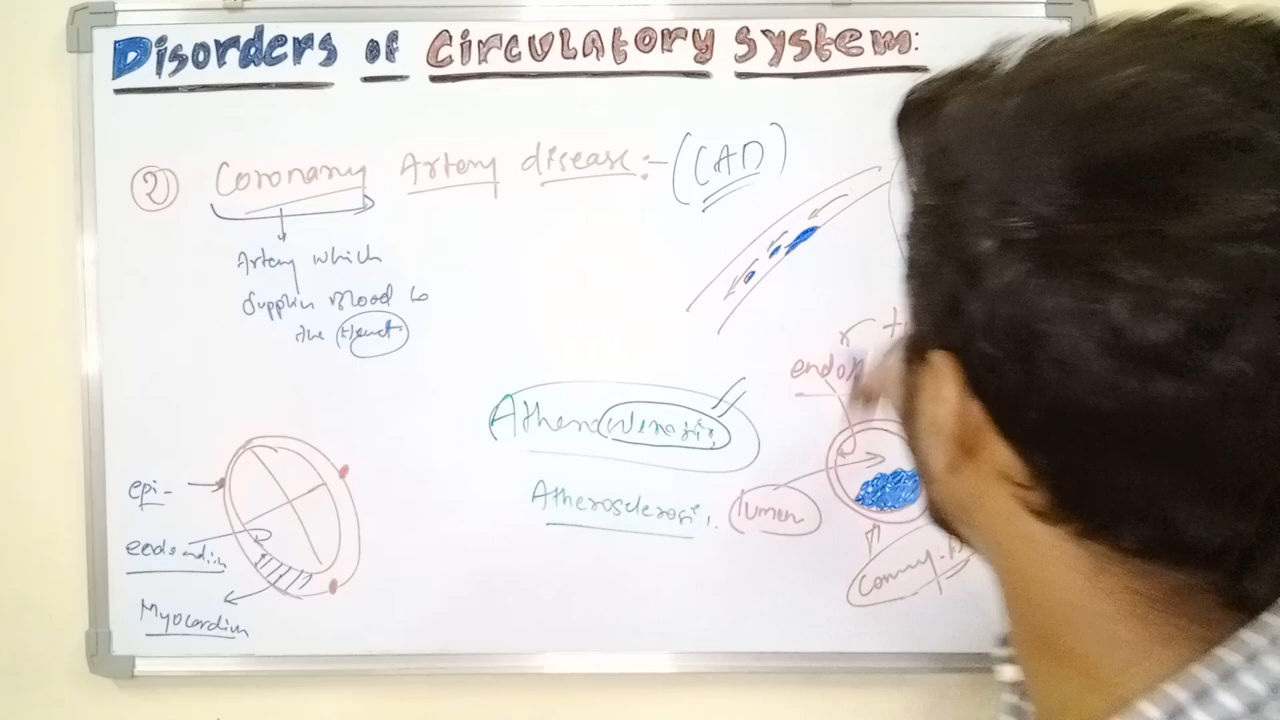 Disorders of Circulatory system:
② Coronary Artery disease:- (CAD)
Artery which
Supplies Blood to
the Heart
endo
Atherosclerosis
epi-
lumen
Atherosclerosis
endocardium
Myocardium